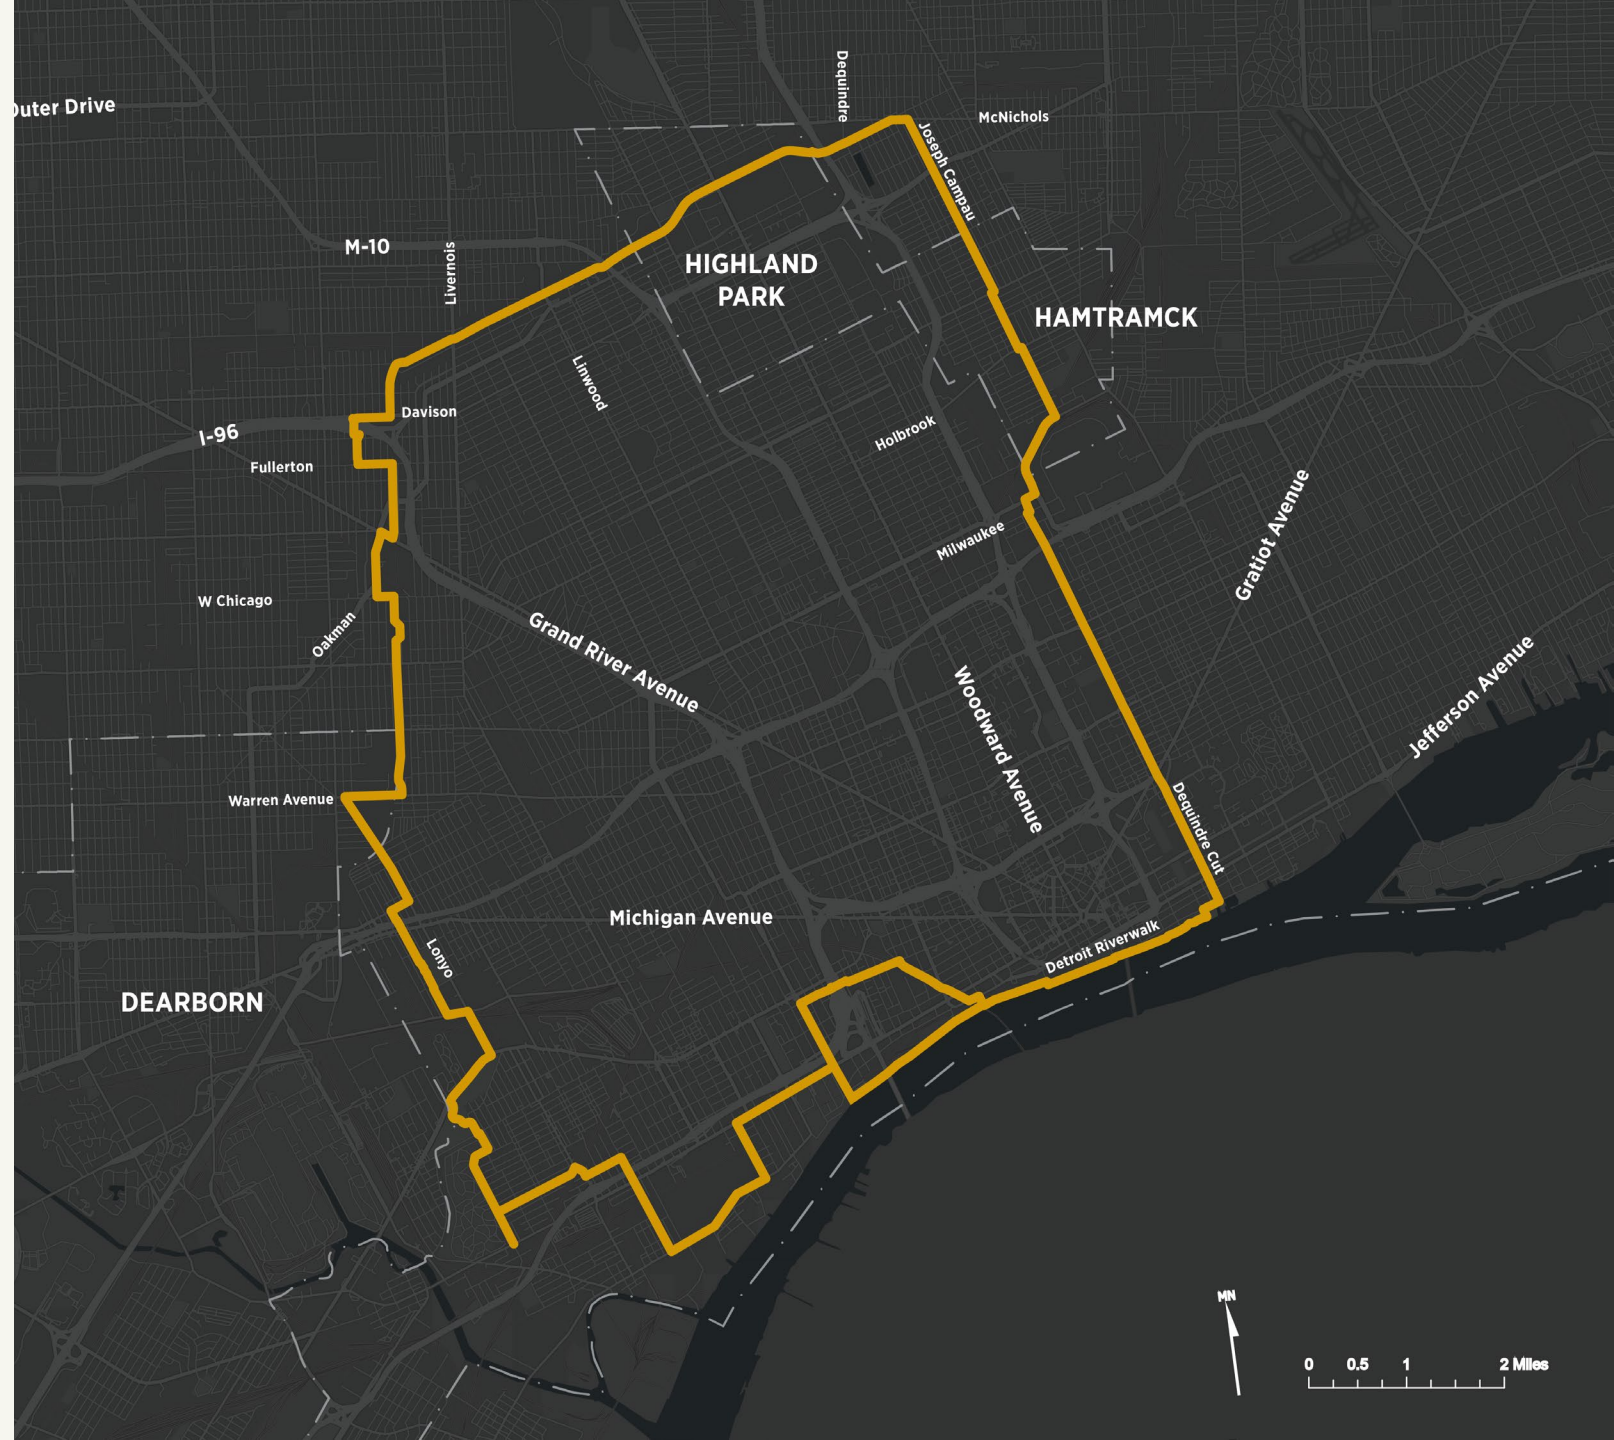 Dequindre
Outer Drive
McNichols
Joseph Campau
M-10
Livernois
HIGHLAND
PARK
HAMTRAMCK
Linwood
Davison
I-96
Holbrook
Fullerton
Gratiot Avenue
Milwaukee
W Chicago
Oakman
Grand River Avenue
Woodward Avenue
Jefferson Avenue
Warren Avenue
Dequindre Cut
Michigan Avenue
Lonyo
Detroit Riverwalk
DEARBORN
MN
0 0.5 1 2 Miles